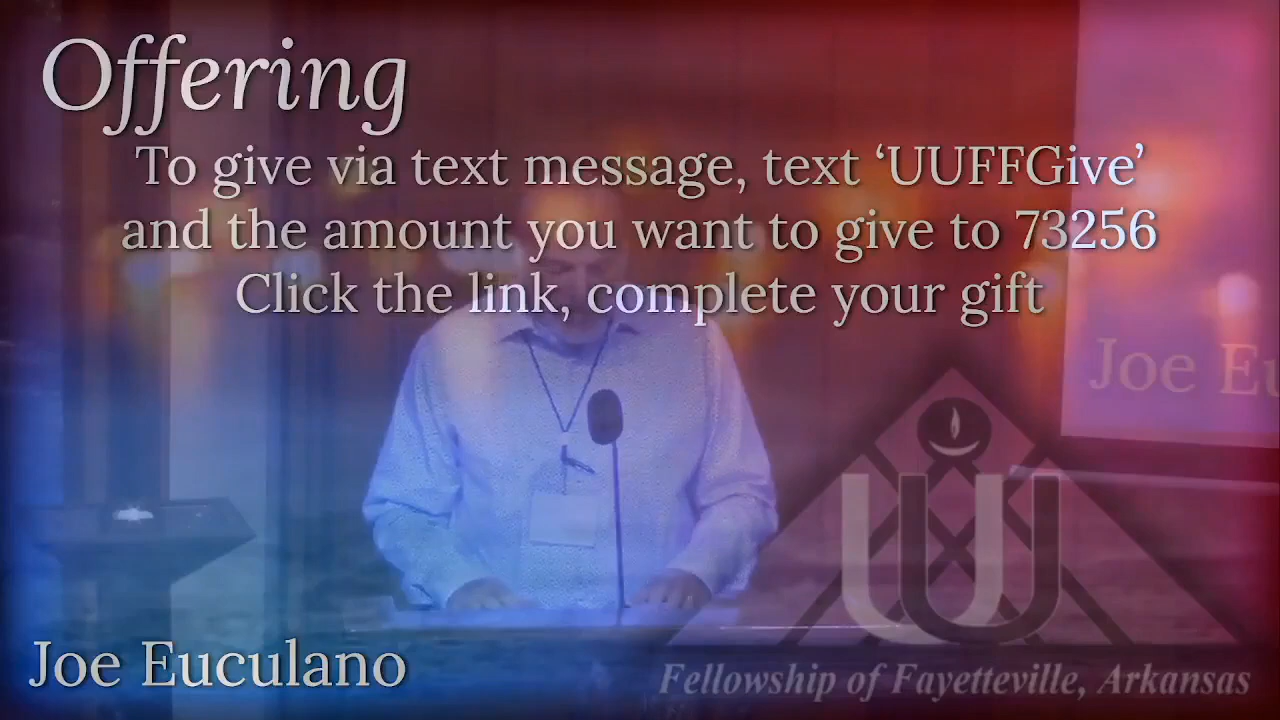 Offering
To give via text message, text ‘UUFFGive’
and the amount you want to give to 73256
Click the link, complete your gift
Joe Eu
UU
Joe Euculano
Fellowship of Fayetteville, Arkansas